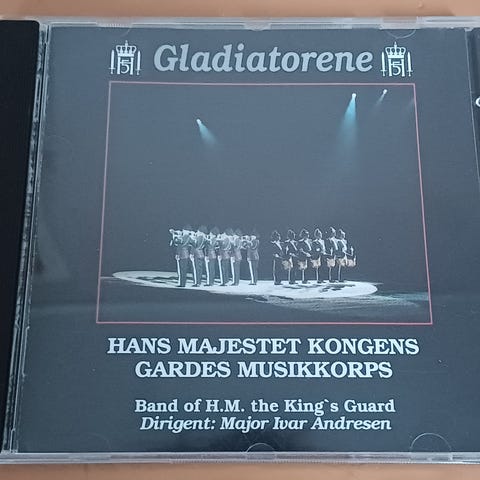 Gladiatorene
HANS MAJESTET KONGENS
GARDES MUSIKKORPS
Band of H.M. the King`s Guard
Dirigent: Major Ivar Andresen